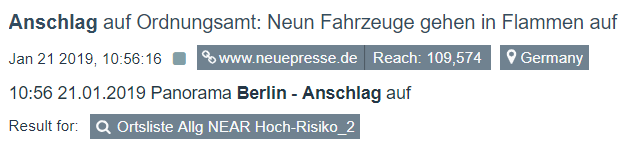 Anschlag auf Ordnungsamt: Neun Fahrzeuge gehen in Flammen auf
Jan 21 2019, 10:56:16 www.neuepresse.de Reach: 109,574 Germany
10:56 21.01.2019 Panorama Berlin - Anschlag auf
Result for: Ortsliste Allg NEAR Hoch-Risiko_2